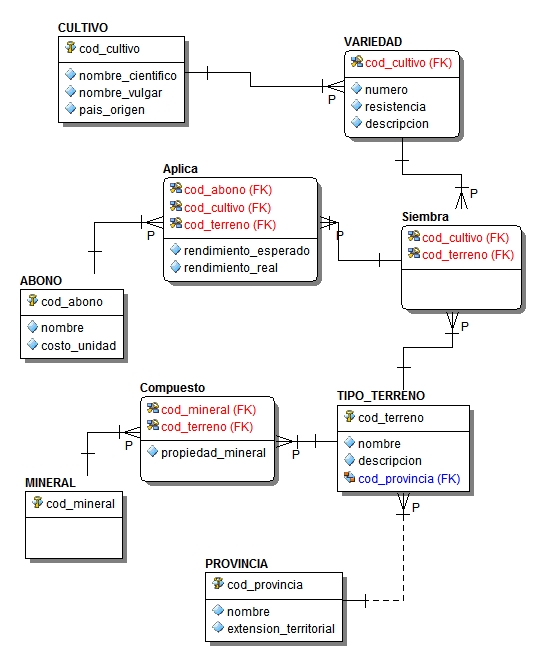 CULTIVO
cod_cultivo
nombre_cientifico
nombre_vulgar
pais_origen
VARIEDAD
cod_cultivo (FK)
numero
resistencia
descripcion
P
Aplica
cod_abono (FK)
cod_cultivo (FK)
cod_terreno (FK)
rendimiento_esperado
rendimiento_real
P
P
P
Siembra
cod_cultivo (FK)
cod_terreno (FK)
P
ABONO
cod_abono
nombre
costo_unidad
Compuesto
cod_mineral (FK)
cod_terreno (FK)
propiedad_mineral
P
P
TIPO_TERRENO
cod_terreno
nombre
descripcion
cod_provincia (FK)
P
MINERAL
cod_mineral
PROVINCIA
cod_provincia
nombre
extension_territorial